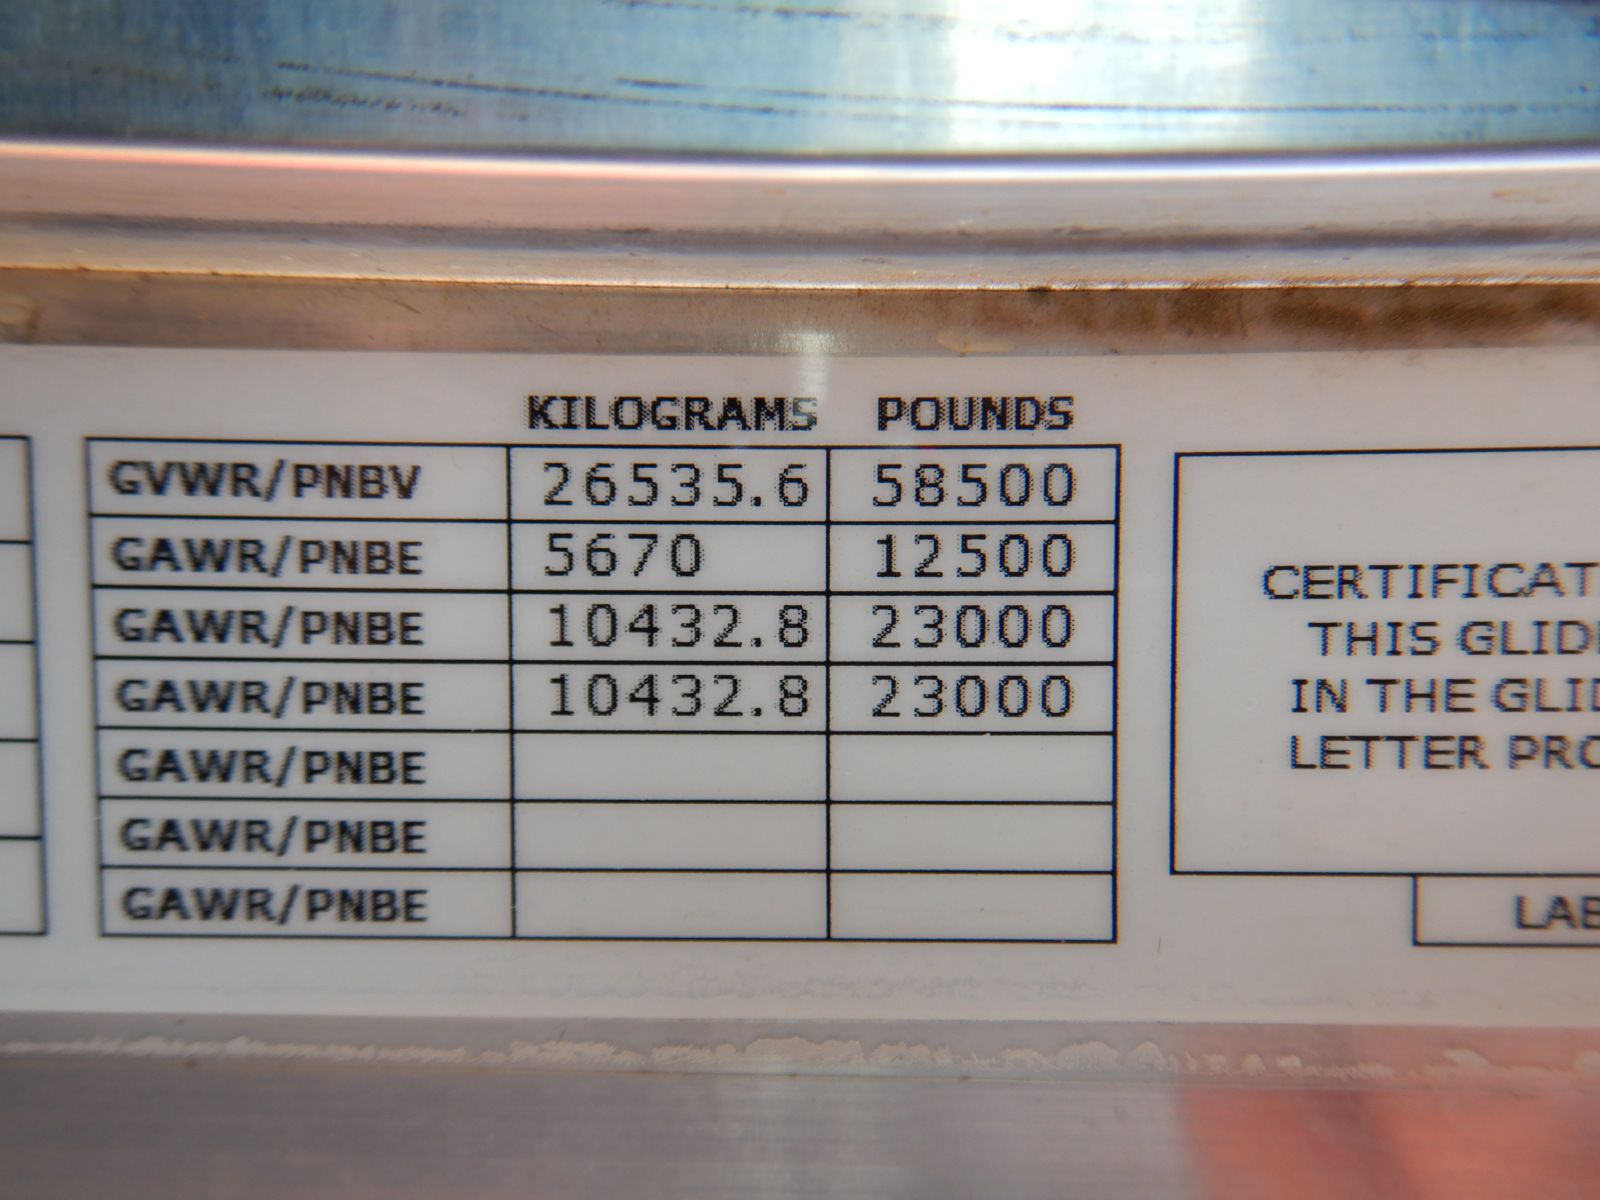 KILOGRAMS POUNDS
GVWR/PNBV 26535.6 58500
GAWR/PNBE 5670 12500
GAWR/PNBE 10432.8 23000
GAWR/PNBE 10432.8 23000
GAWR/PNBE
GAWR/PNBE
GAWR/PNBE
CERTIFICAT
THIS GLID
IN THE GLID
LETTER PRO
LAB